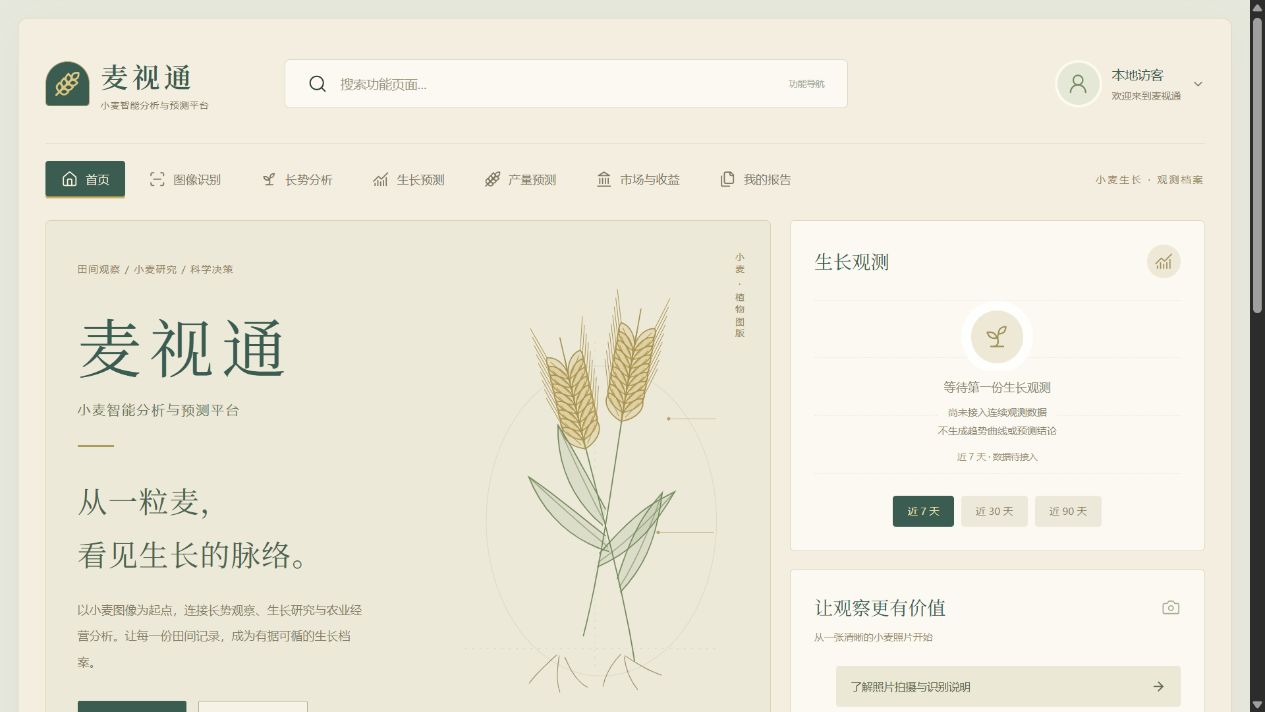 麦视通
小麦智能分析与预测平台
搜索功能页面...
功能导航
本地访客
欢迎来到麦视通
首页
图像识别
长势分析
生长预测
产量预测
市场与收益
我的报告
小麦生长 · 观测档案
田间观察 / 小麦研究 / 科学决策
小麦·植物图版
麦视通
小麦智能分析与预测平台
从一粒麦，
看见生长的脉络。
以小麦图像为起点，连接长势观察、生长研究与农业经
营分析。让每一份田间记录，成为有据可循的生长档
案。
生长观测
等待第一份生长观测
尚未接入连续观测数据
不生成趋势曲线或预测结论
近 7 天 · 数据待接入
近 7 天
近 30 天
近 90 天
让观察更有价值
从一张清晰的小麦照片开始
了解照片拍摄与识别说明